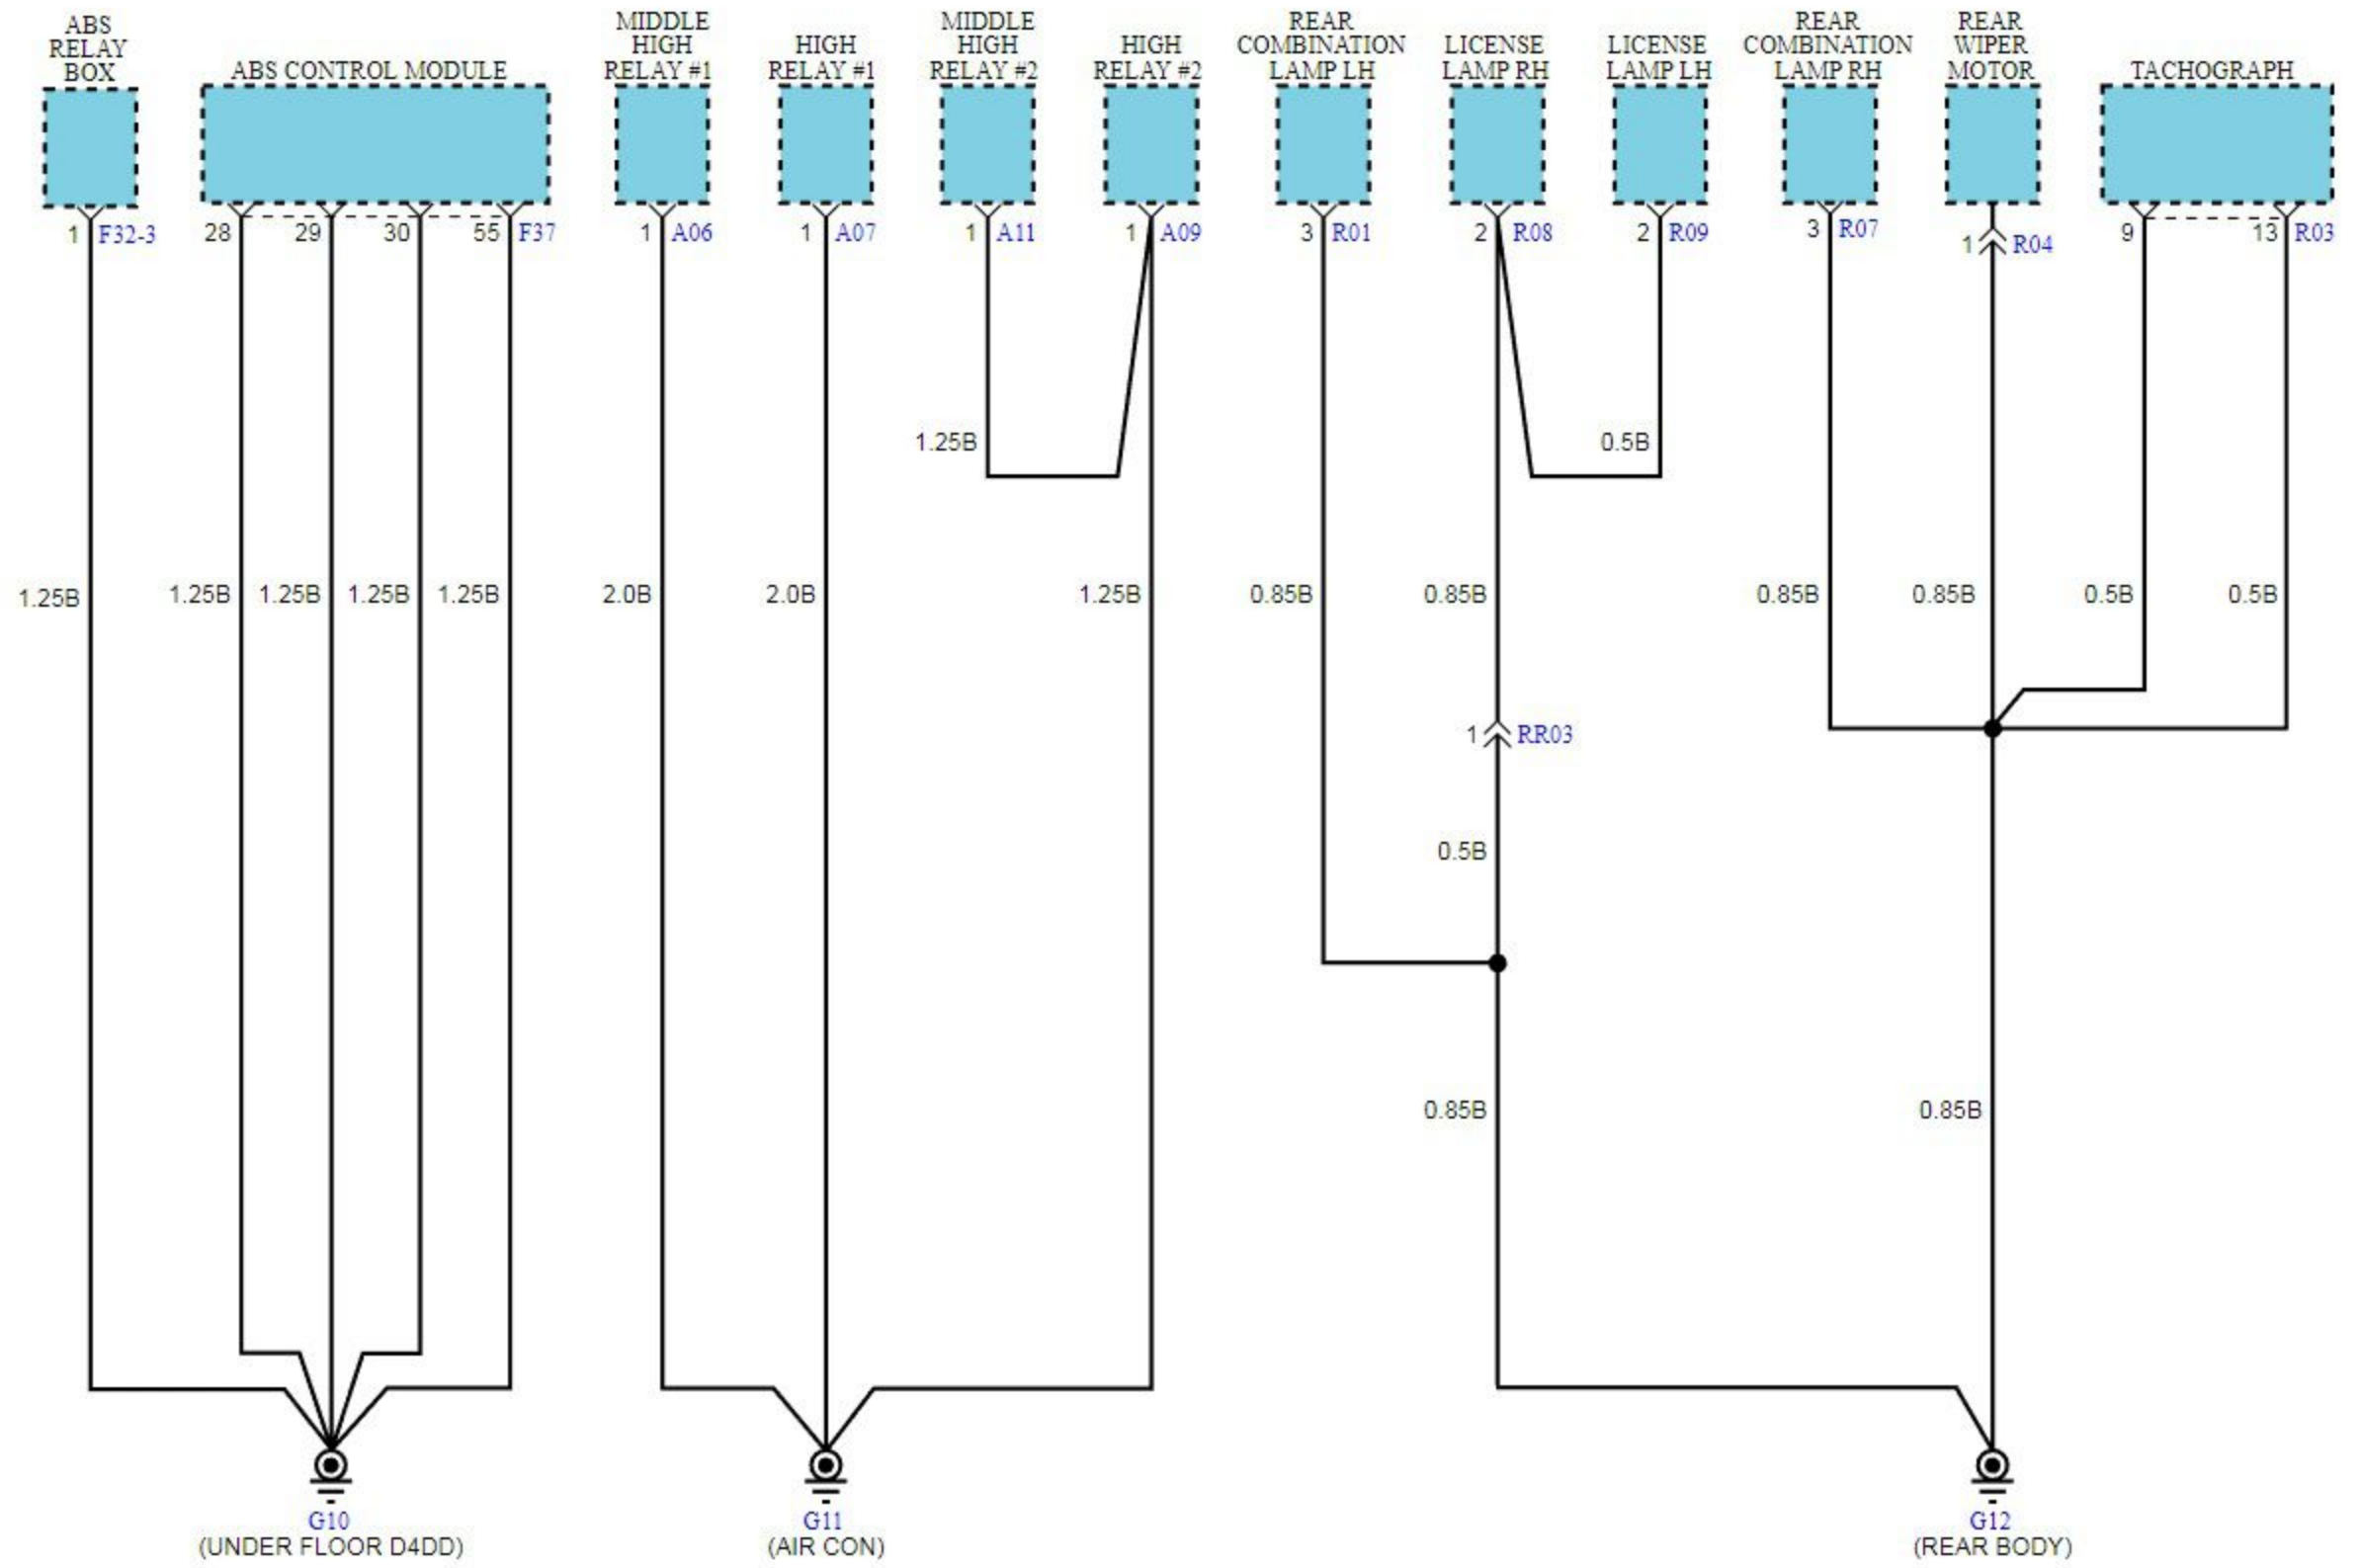 ABS
RELAY
BOX
ABS CONTROL MODULE
MIDDLE
HIGH
RELAY #1
HIGH
RELAY #1
MIDDLE
HIGH
RELAY #2
HIGH
RELAY #2
REAR
COMBINATION
LAMP LH
LICENSE
LAMP RH
LICENSE
LAMP LH
REAR
COMBINATION
LAMP RH
REAR
WIPER
MOTOR
TACHOGRAPH
1 F32-3
28 29 30 55 F37
1 A06
1 A07
1 A11
1 A09
3 R01
2 R08
2 R09
3 R07
1 R04
9 13 R03
1.25B
0.5B
1.25B
1.25B
1.25B
1.25B
1.25B
2.0B
2.0B
1.25B
0.85B
0.85B
0.85B
0.85B
0.5B
0.5B
1 RR03
0.5B
0.85B
0.85B
G10
(UNDER FLOOR D4DD)
G11
(AIR CON)
G12
(REAR BODY)